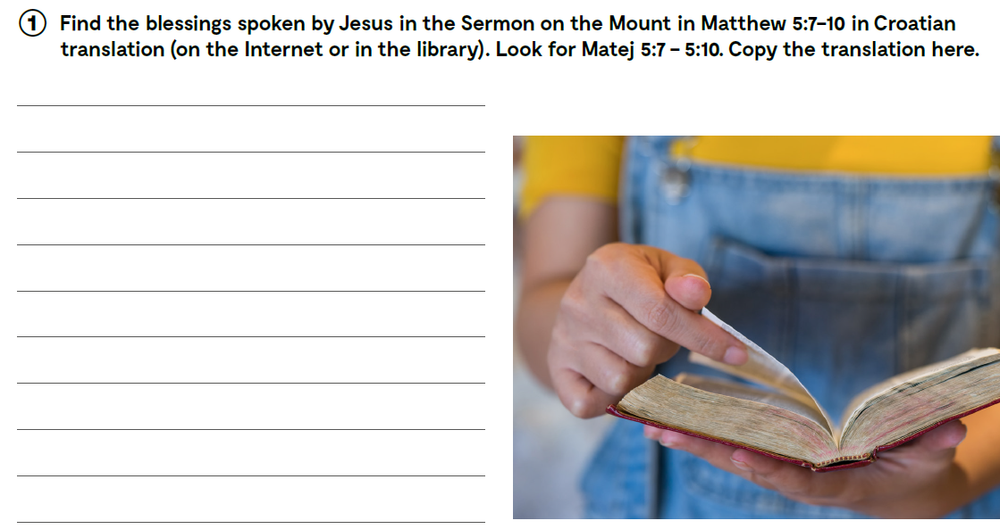 ① Find the blessings spoken by Jesus in the Sermon on the Mount in Matthew 5:7–10 in Croatian
translation (on the Internet or in the library). Look for Matej 5:7 – 5:10. Copy the translation here.